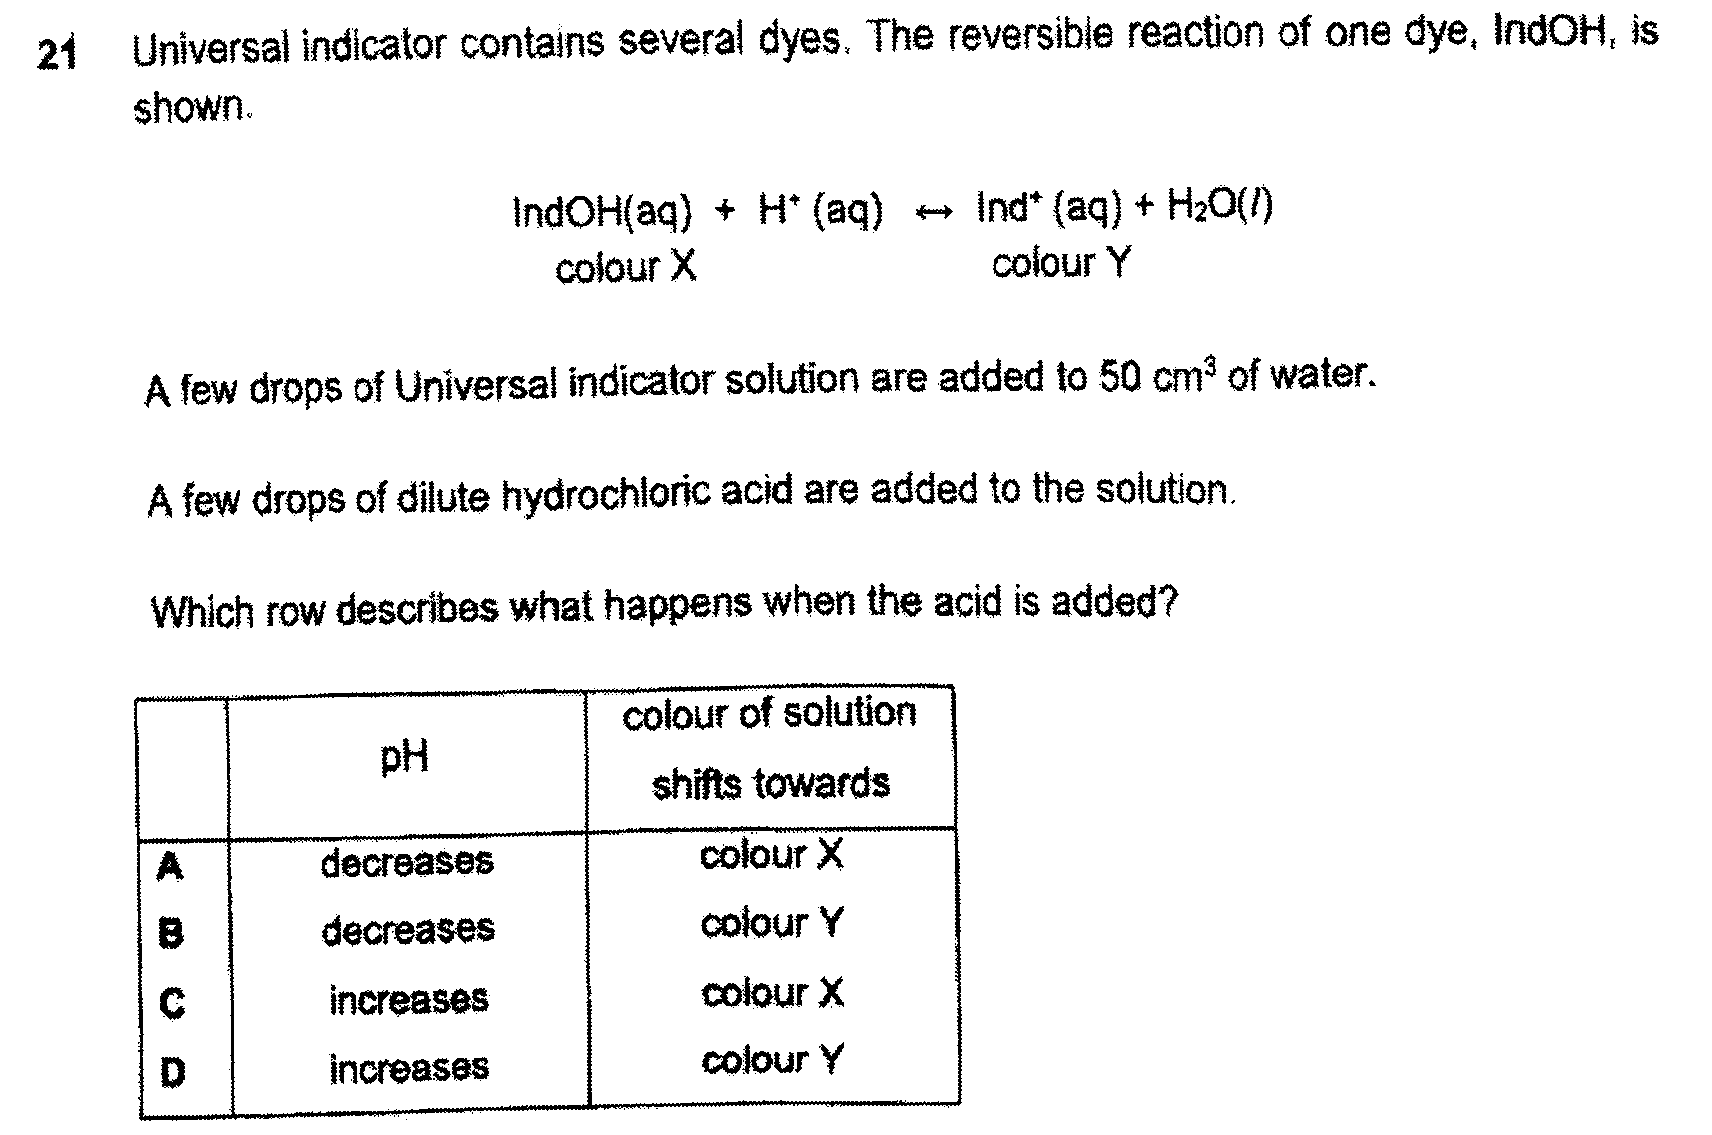 21 Universal indicator contains several dyes. The reversible reaction of one dye, IndOH, is
shown.
IndOH(aq) + H⁺ (aq) ↔ Ind⁺ (aq) + H₂O(l)
colour X colour Y
A few drops of Universal indicator solution are added to 50 cm³ of water.
A few drops of dilute hydrochloric acid are added to the solution.
Which row describes what happens when the acid is added?
pH colour of solution
shifts towards
A decreases colour X
B decreases colour Y
C increases colour X
D increases colour Y